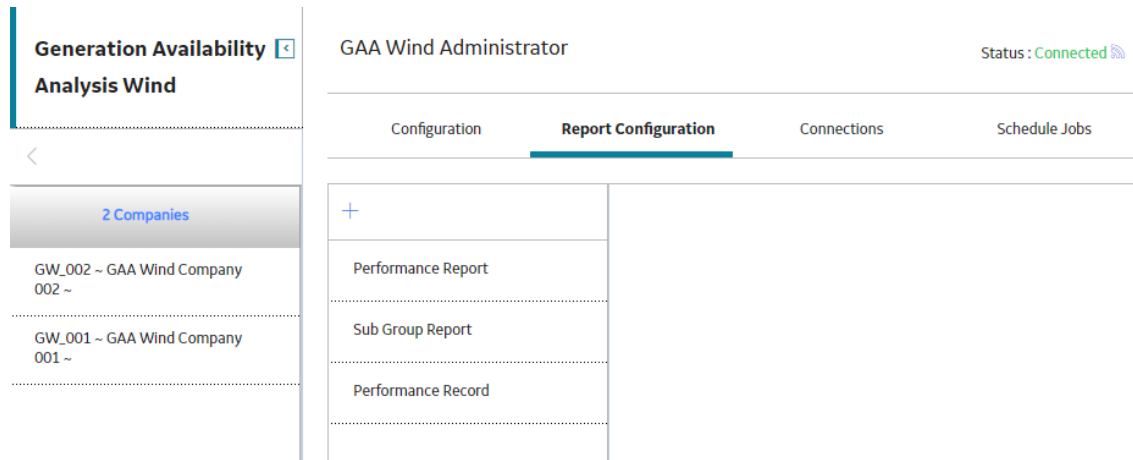 Generation Availability
Analysis Wind
GAA Wind Administrator
Status : Connected
Configuration
Report Configuration
Connections
Schedule Jobs
2 Companies
GW_002 ~ GAA Wind Company
002 ~
GW_001 ~ GAA Wind Company
001 ~
+
Performance Report
Sub Group Report
Performance Record